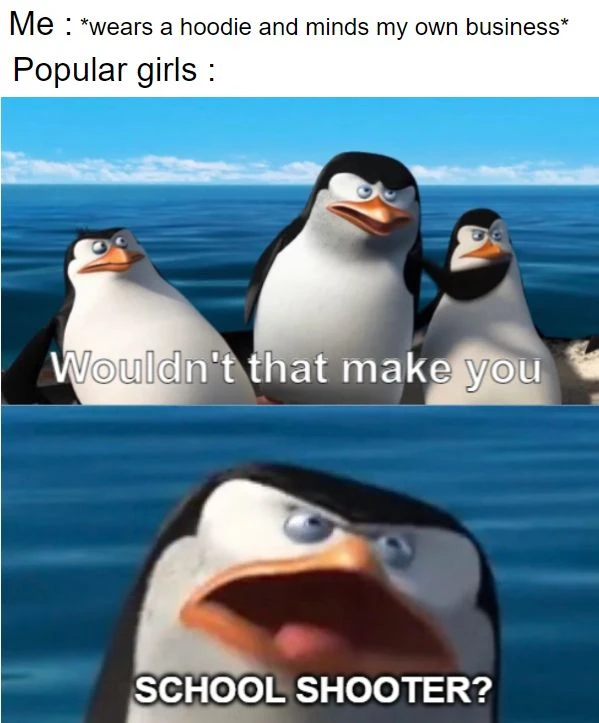 Me : *wears a hoodie and minds my own business*
Popular girls :
Wouldn't that make you
SCHOOL SHOOTER?